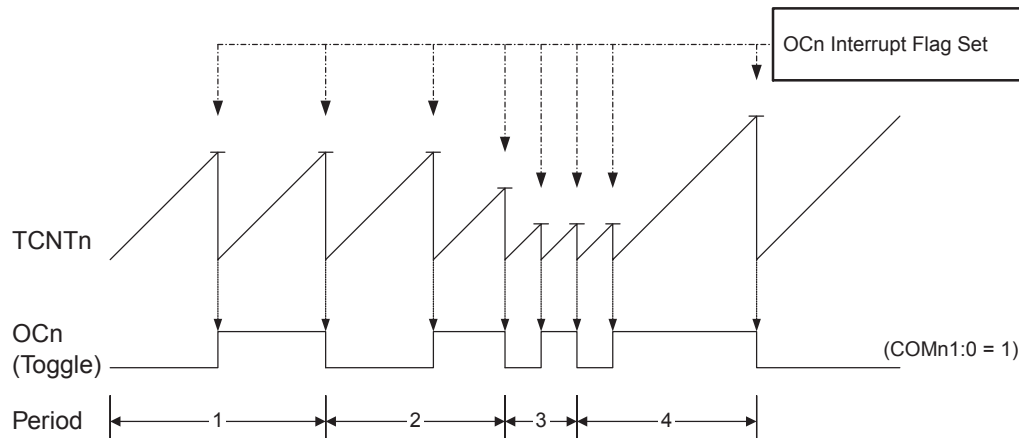 OCn Interrupt Flag Set
TCNTn
OCn
(Toggle)
(COMn1:0 = 1)
Period
1
2
3
4